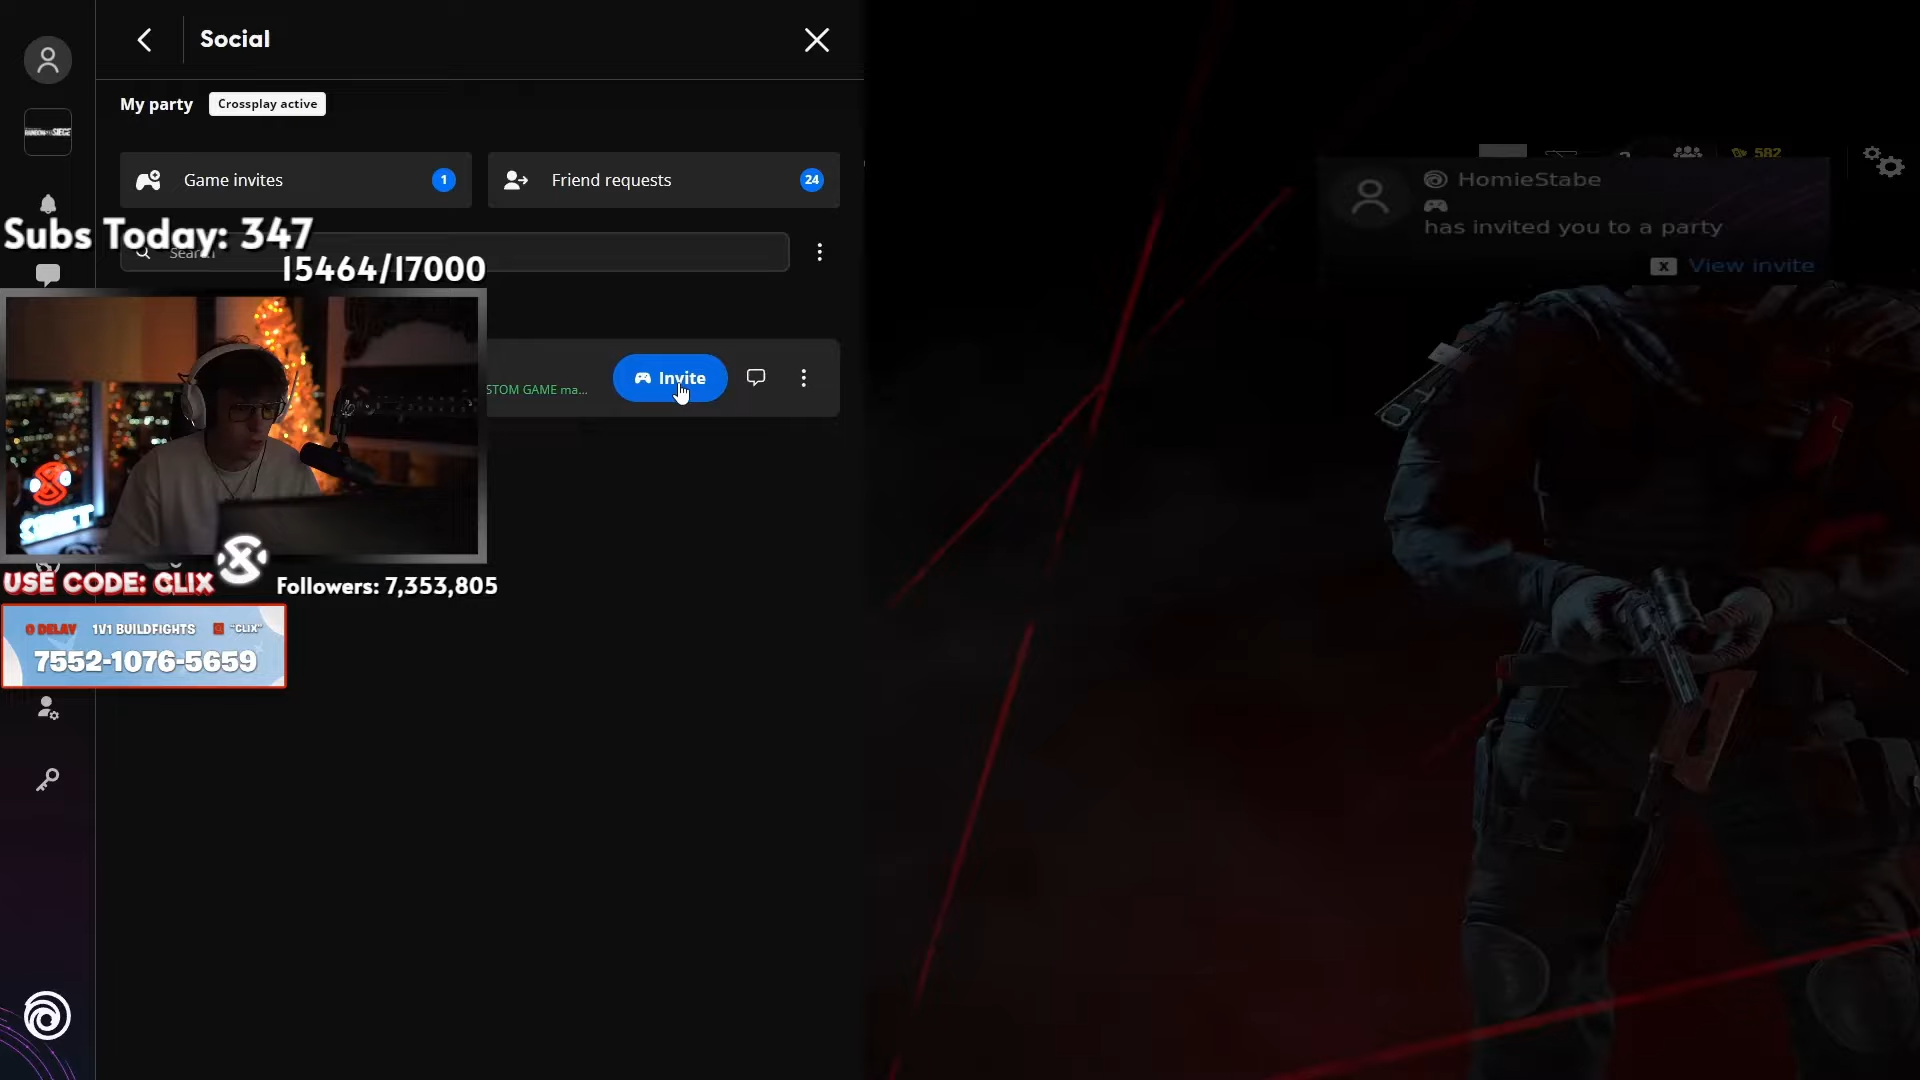 Social
My party
Crossplay active
Game invites
1
Friend requests
24
Subs Today: 347
15464/17000
STOM GAME ma...
Invite
USE CODE: CLIX
Followers: 7,353,805
0 DELAY 1V1 BUILDFIGHTS "CLIX"
7552-1076-5659
582
HomieStabe
has invited you to a party
X View invite